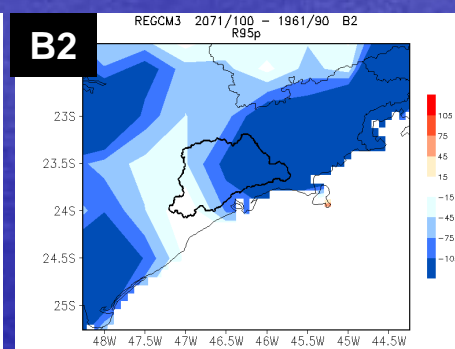 B2
REGCM3 2071/100 – 1961/90 B2
R95p
23S
23.5S
24S
24.5S
25S
48W
47.5W
47W
46.5W
46W
45.5W
45W
44.5W
105
75
45
15
−15
−45
−75
−10